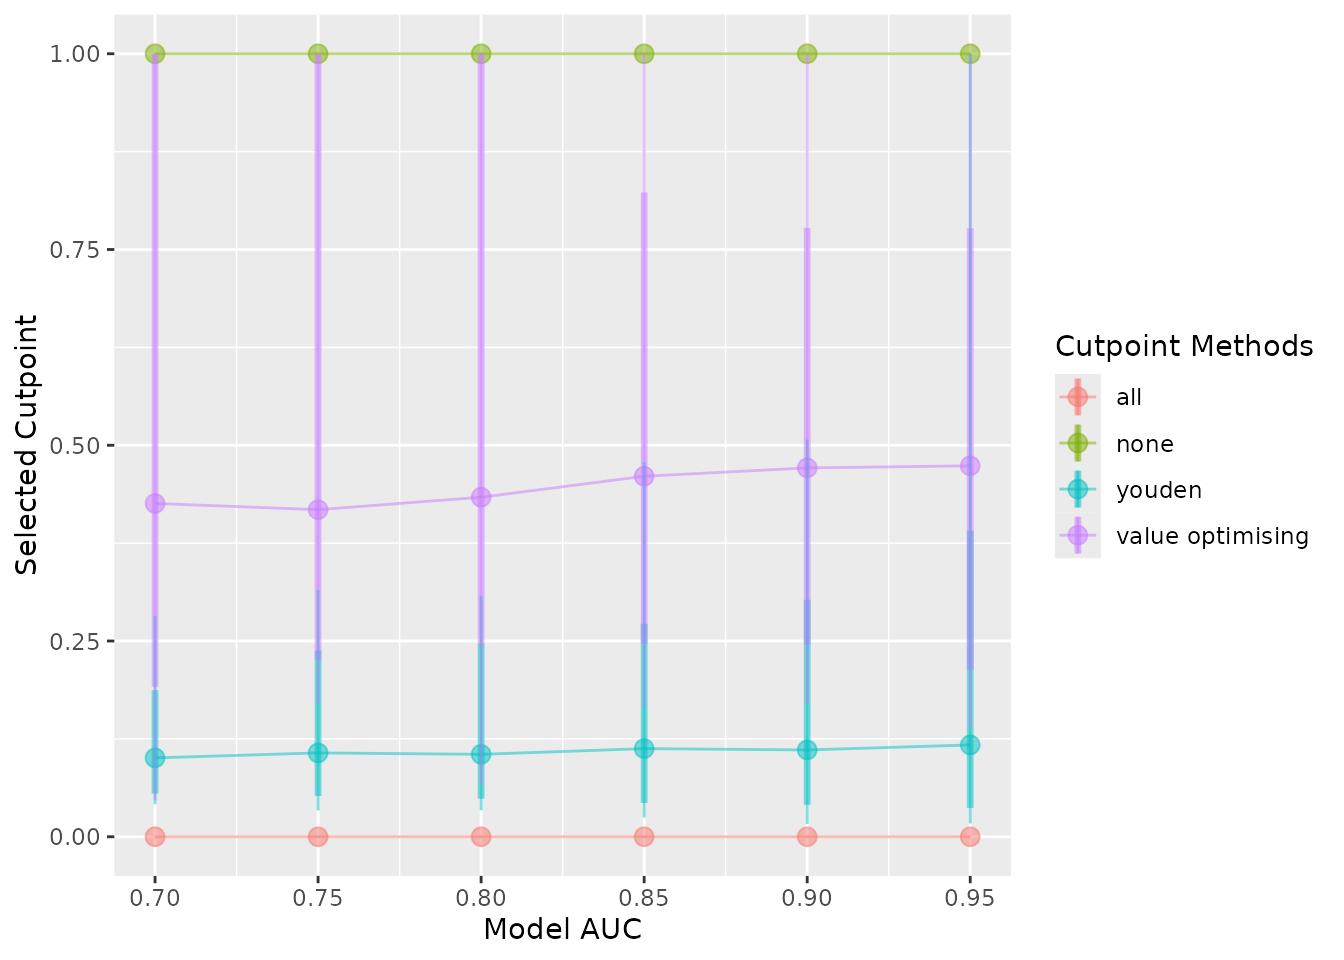 1.00
0.75
0.50
0.25
0.00
Selected Cutpoint
0.70 0.75 0.80 0.85 0.90 0.95
Model AUC
Cutpoint Methods
all
none
youden
value optimising